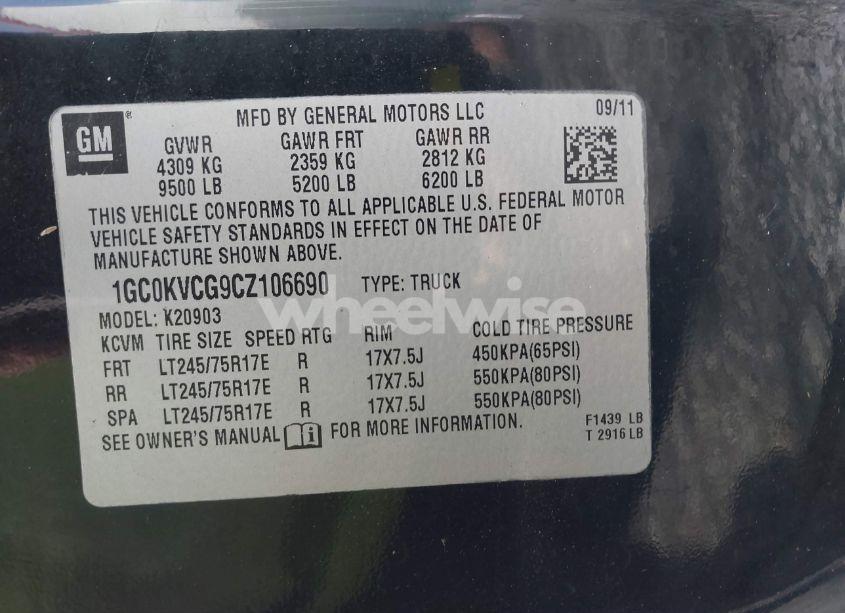 GM ®
MFD BY GENERAL MOTORS LLC 09/11
GVWR GAWR FRT GAWR RR
4309 KG 2359 KG 2812 KG
9500 LB 5200 LB 6200 LB
THIS VEHICLE CONFORMS TO ALL APPLICABLE U.S. FEDERAL MOTOR
VEHICLE SAFETY STANDARDS IN EFFECT ON THE DATE OF
MANUFACTURE SHOWN ABOVE.
1GC0KVCG9CZ106690 TYPE: TRUCK
wheelwise
MODEL: K20903
KCVM TIRE SIZE SPEED RTG RIM COLD TIRE PRESSURE
FRT LT245/75R17E R 17X7.5J 450KPA(65PSI)
RR LT245/75R17E R 17X7.5J 550KPA(80PSI)
SPA LT245/75R17E R 17X7.5J 550KPA(80PSI)
SEE OWNER'S MANUAL i FOR MORE INFORMATION.
F1439 LB
T 2916 LB